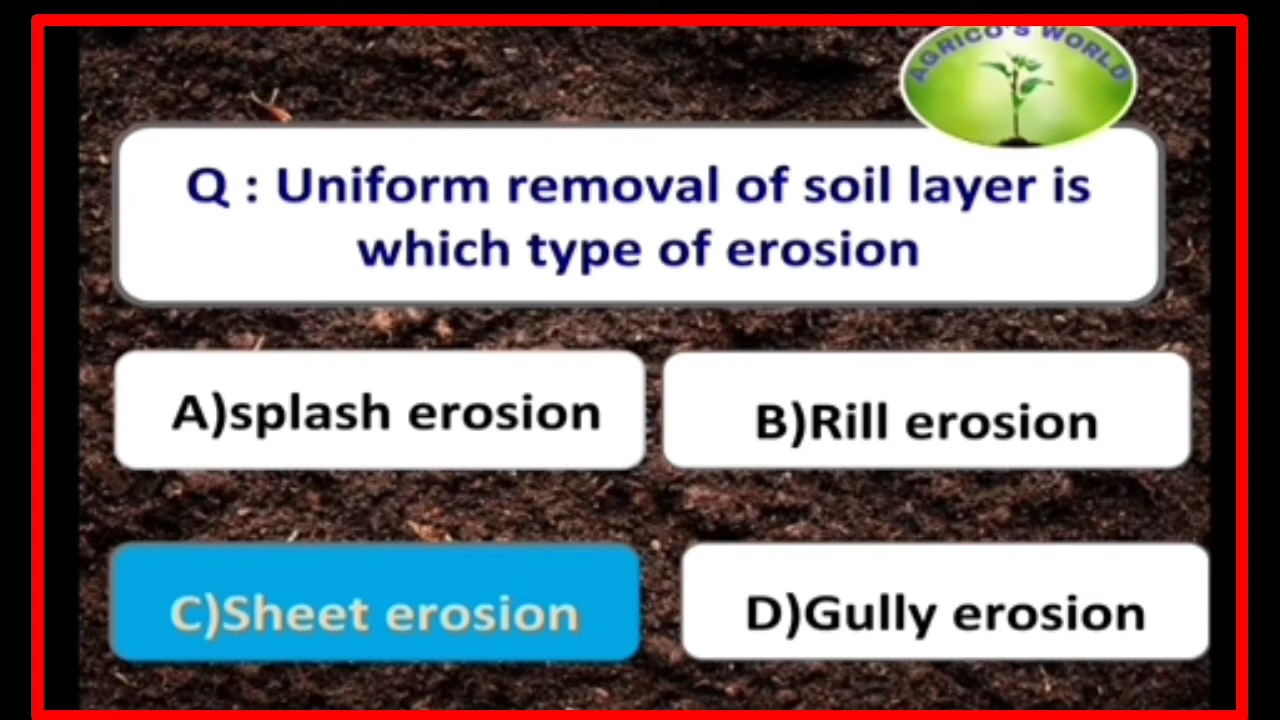 AGRICO'S WORLD
Q : Uniform removal of soil layer is
which type of erosion
A)splash erosion
B)Rill erosion
C)Sheet erosion
D)Gully erosion